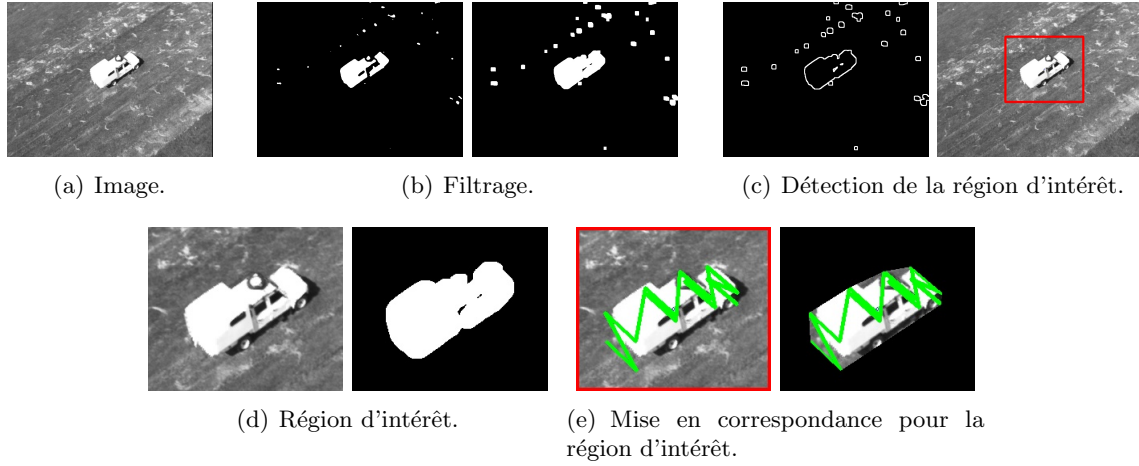 (a) Image.
(b) Filtrage.
(c) Détection de la région d'intérêt.
(d) Région d'intérêt.
(e) Mise en correspondance pour la
région d'intérêt.